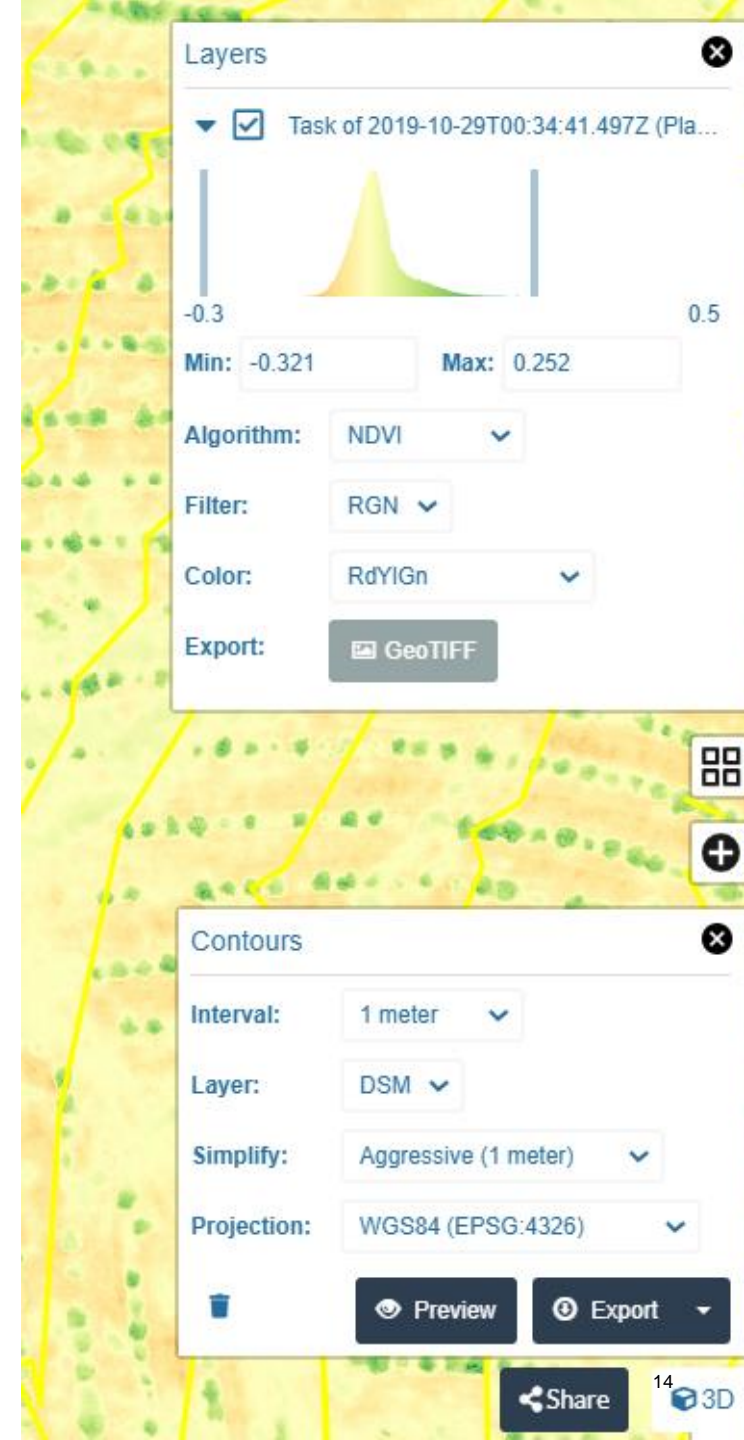 Layers
Task of 2019-10-29T00:34:41.497Z (Pla...
-0.3 0.5
Min: -0.321 Max: 0.252
Algorithm: NDVI
Filter: RGN
Color: RdYlGn
Export: GeoTIFF
Contours
Interval: 1 meter
Layer: DSM
Simplify: Aggressive (1 meter)
Projection: WGS84 (EPSG:4326)
Preview Export
Share 14 3D